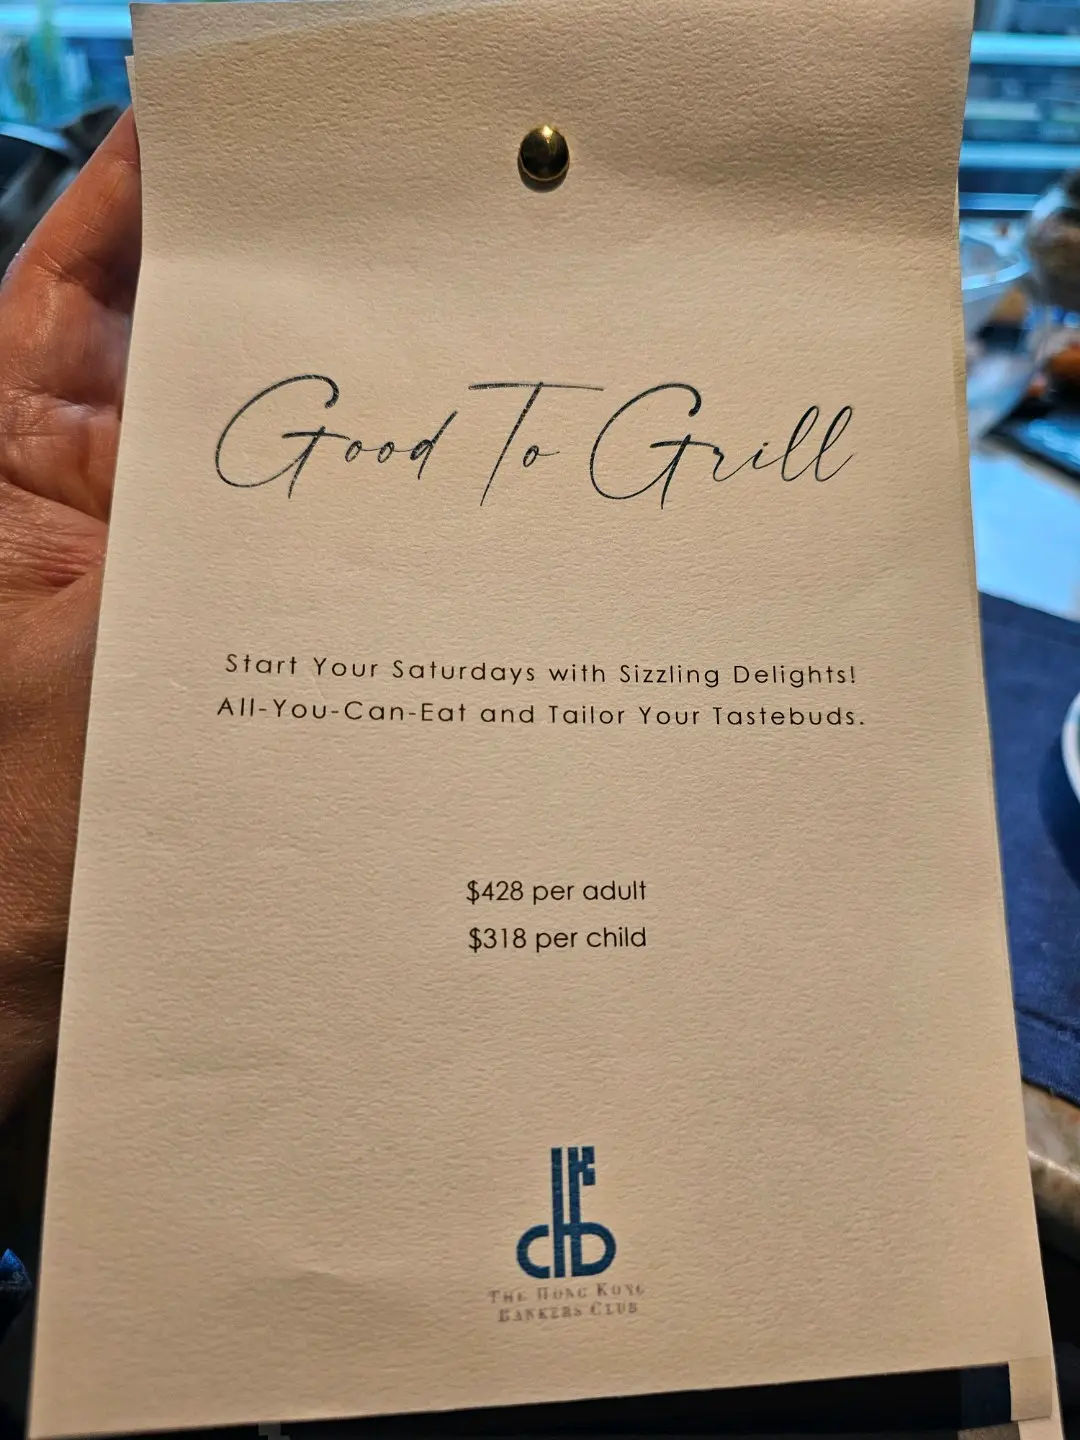 Good To Grill
Start Your Saturdays with Sizzling Delights!
All-You-Can-Eat and Tailor Your Tastebuds.
$428 per adult
$318 per child
THE HONG KONG
BANKERS CLUB